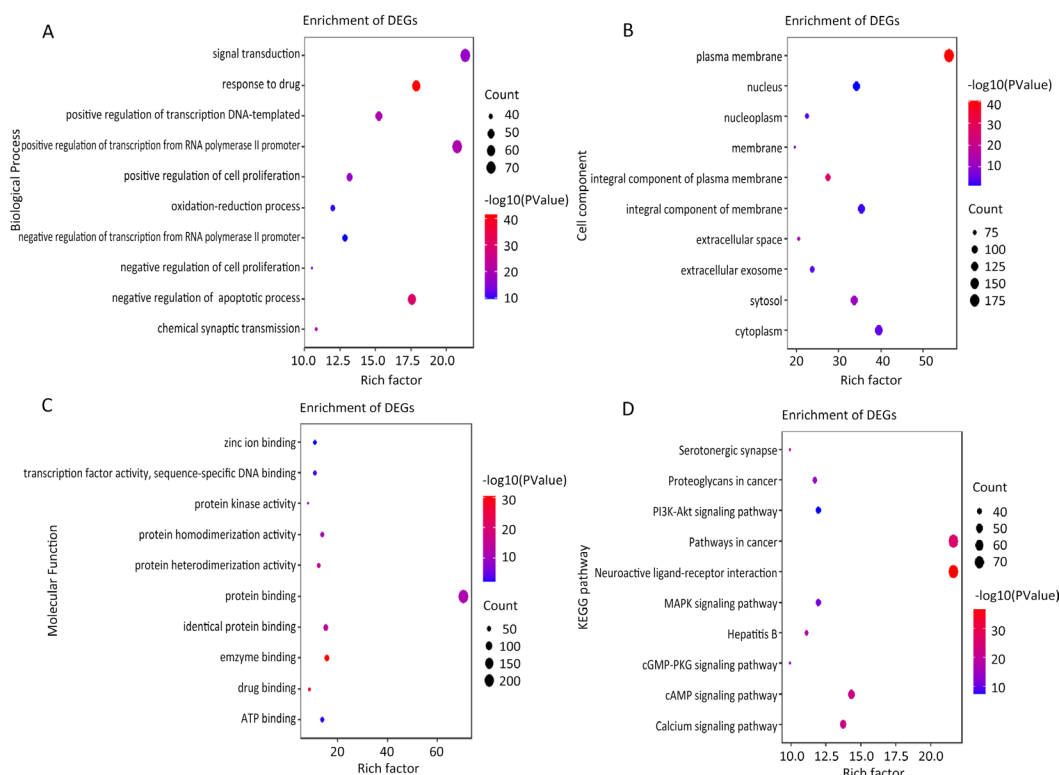 A
Enrichment of DEGs
Biological Process
signal transduction
response to drug
positive regulation of transcription DNA-templated
positive regulation of transcription from RNA polymerase II promoter
positive regulation of cell proliferation
oxidation-reduction process
negative regulation of transcription from RNA polymerase II promoter
negative regulation of cell proliferation
negative regulation of apoptotic process
chemical synaptic transmission
10.0 12.5 15.0 17.5 20.0
Rich factor
Count
40
50
60
70
-log10(PValue)
40
30
20
10
B
Enrichment of DEGs
Cell component
plasma membrane
nucleus
nucleoplasm
membrane
integral component of plasma membrane
integral component of membrane
extracellular space
extracellular exosome
sytosol
cytoplasm
20 30 40 50
Rich factor
-log10(PValue)
40
30
20
10
Count
75
100
125
150
175
C
Enrichment of DEGs
Molecular Function
zinc ion binding
transcription factor activity, sequence-specific DNA binding
protein kinase activity
protein homodimerization activity
protein heterodimerization activity
protein binding
identical protein binding
emzyme binding
drug binding
ATP binding
20 40 60
Rich factor
-log10(PValue)
30
20
10
Count
50
100
150
200
D
Enrichment of DEGs
KEGG pathway
Serotonergic synapse
Proteoglycans in cancer
PI3K-Akt signaling pathway
Pathways in cancer
Neuroactive ligand-receptor interaction
MAPK signaling pathway
Hepatitis B
cGMP-PKG signaling pathway
cAMP signaling pathway
Calcium signaling pathway
10.0 12.5 15.0 17.5 20.0
Rich factor
Count
40
50
60
70
-log10(PValue)
30
20
10